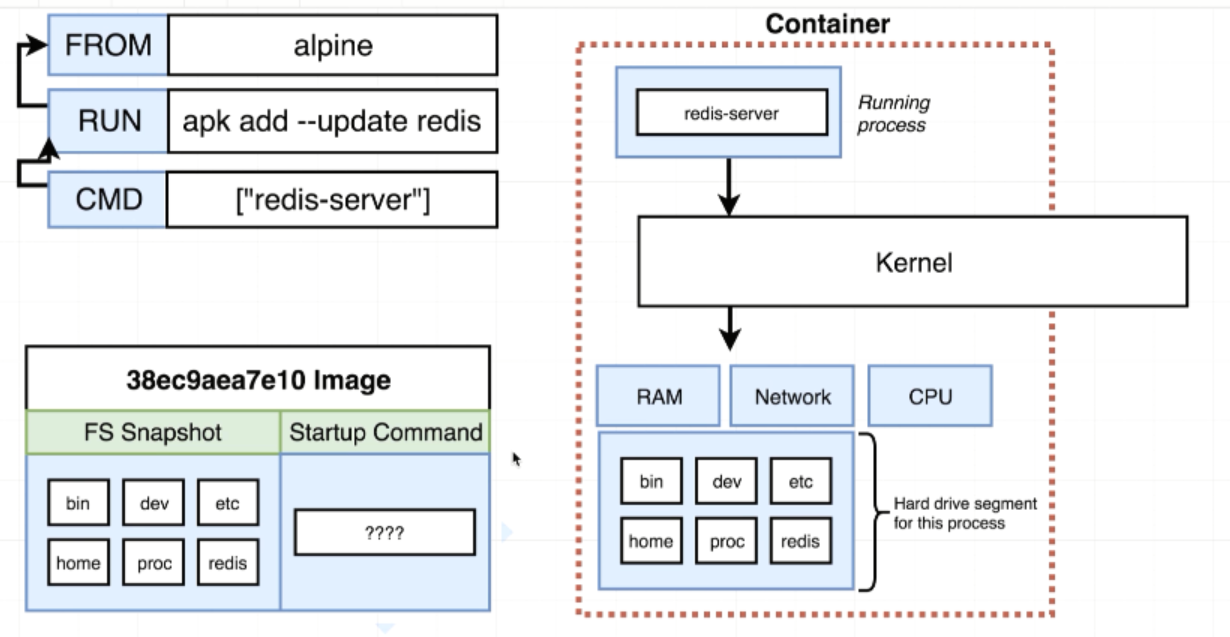 FROM alpine
RUN apk add --update redis
CMD ["redis-server"]
38ec9aea7e10 Image
FS Snapshot Startup Command
bin dev etc
????
home proc redis
Container
redis-server
Running
process
Kernel
RAM Network CPU
bin dev etc
home proc redis
Hard drive segment
for this process